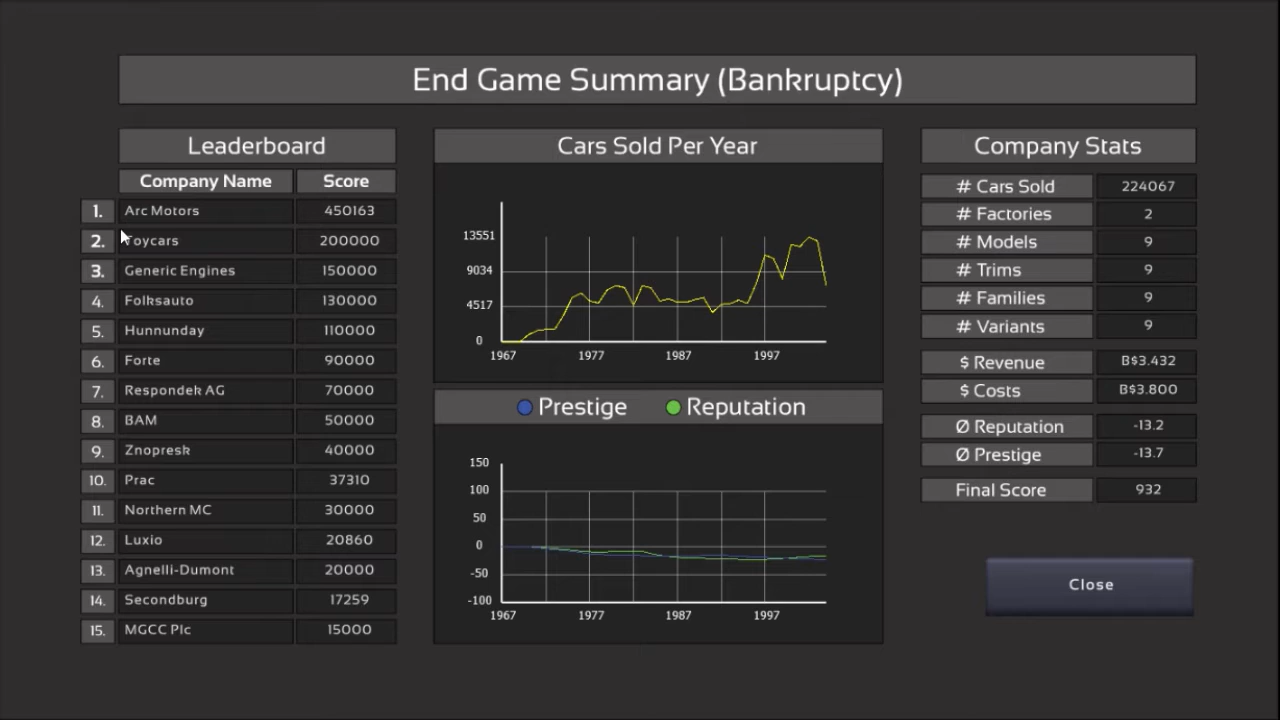 End Game Summary (Bankruptcy)
Leaderboard
Company Name Score
1. Arc Motors 450163
2. Foycars 200000
3. Generic Engines 150000
4. Folksauto 130000
5. Hunnunday 110000
6. Forte 90000
7. Respondek AG 70000
8. BAM 50000
9. Znopresk 40000
10. Prac 37310
11. Northern MC 30000
12. Luxio 20860
13. Agnelli-Dumont 20000
14. Secondburg 17259
15. MGCC Plc 15000
Cars Sold Per Year
13551
9034
4517
0
1967 1977 1987 1997
Prestige Reputation
150
100
50
0
-50
-100
1967 1977 1987 1997
Company Stats
# Cars Sold 224067
# Factories 2
# Models 9
# Trims 9
# Families 9
# Variants 9
$ Revenue B$3.432
$ Costs B$3.800
Ø Reputation -13.2
Ø Prestige -13.7
Final Score 932
Close